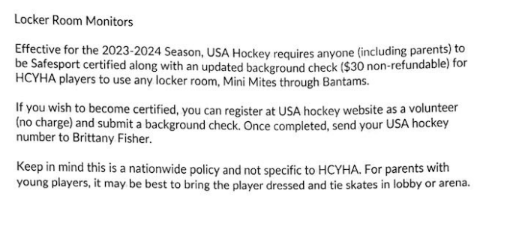 Locker Room Monitors
Effective for the 2023-2024 Season, USA Hockey requires anyone (including parents) to
be Safesport certified along with an updated background check ($30 non-refundable) for
HCYHA players to use any locker room, Mini Mites through Bantams.
If you wish to become certified, you can register at USA hockey website as a volunteer
(no charge) and submit a background check. Once completed, send your USA hockey
number to Brittany Fisher.
Keep in mind this is a nationwide policy and not specific to HCYHA. For parents with
young players, it may be best to bring the player dressed and tie skates in lobby or arena.